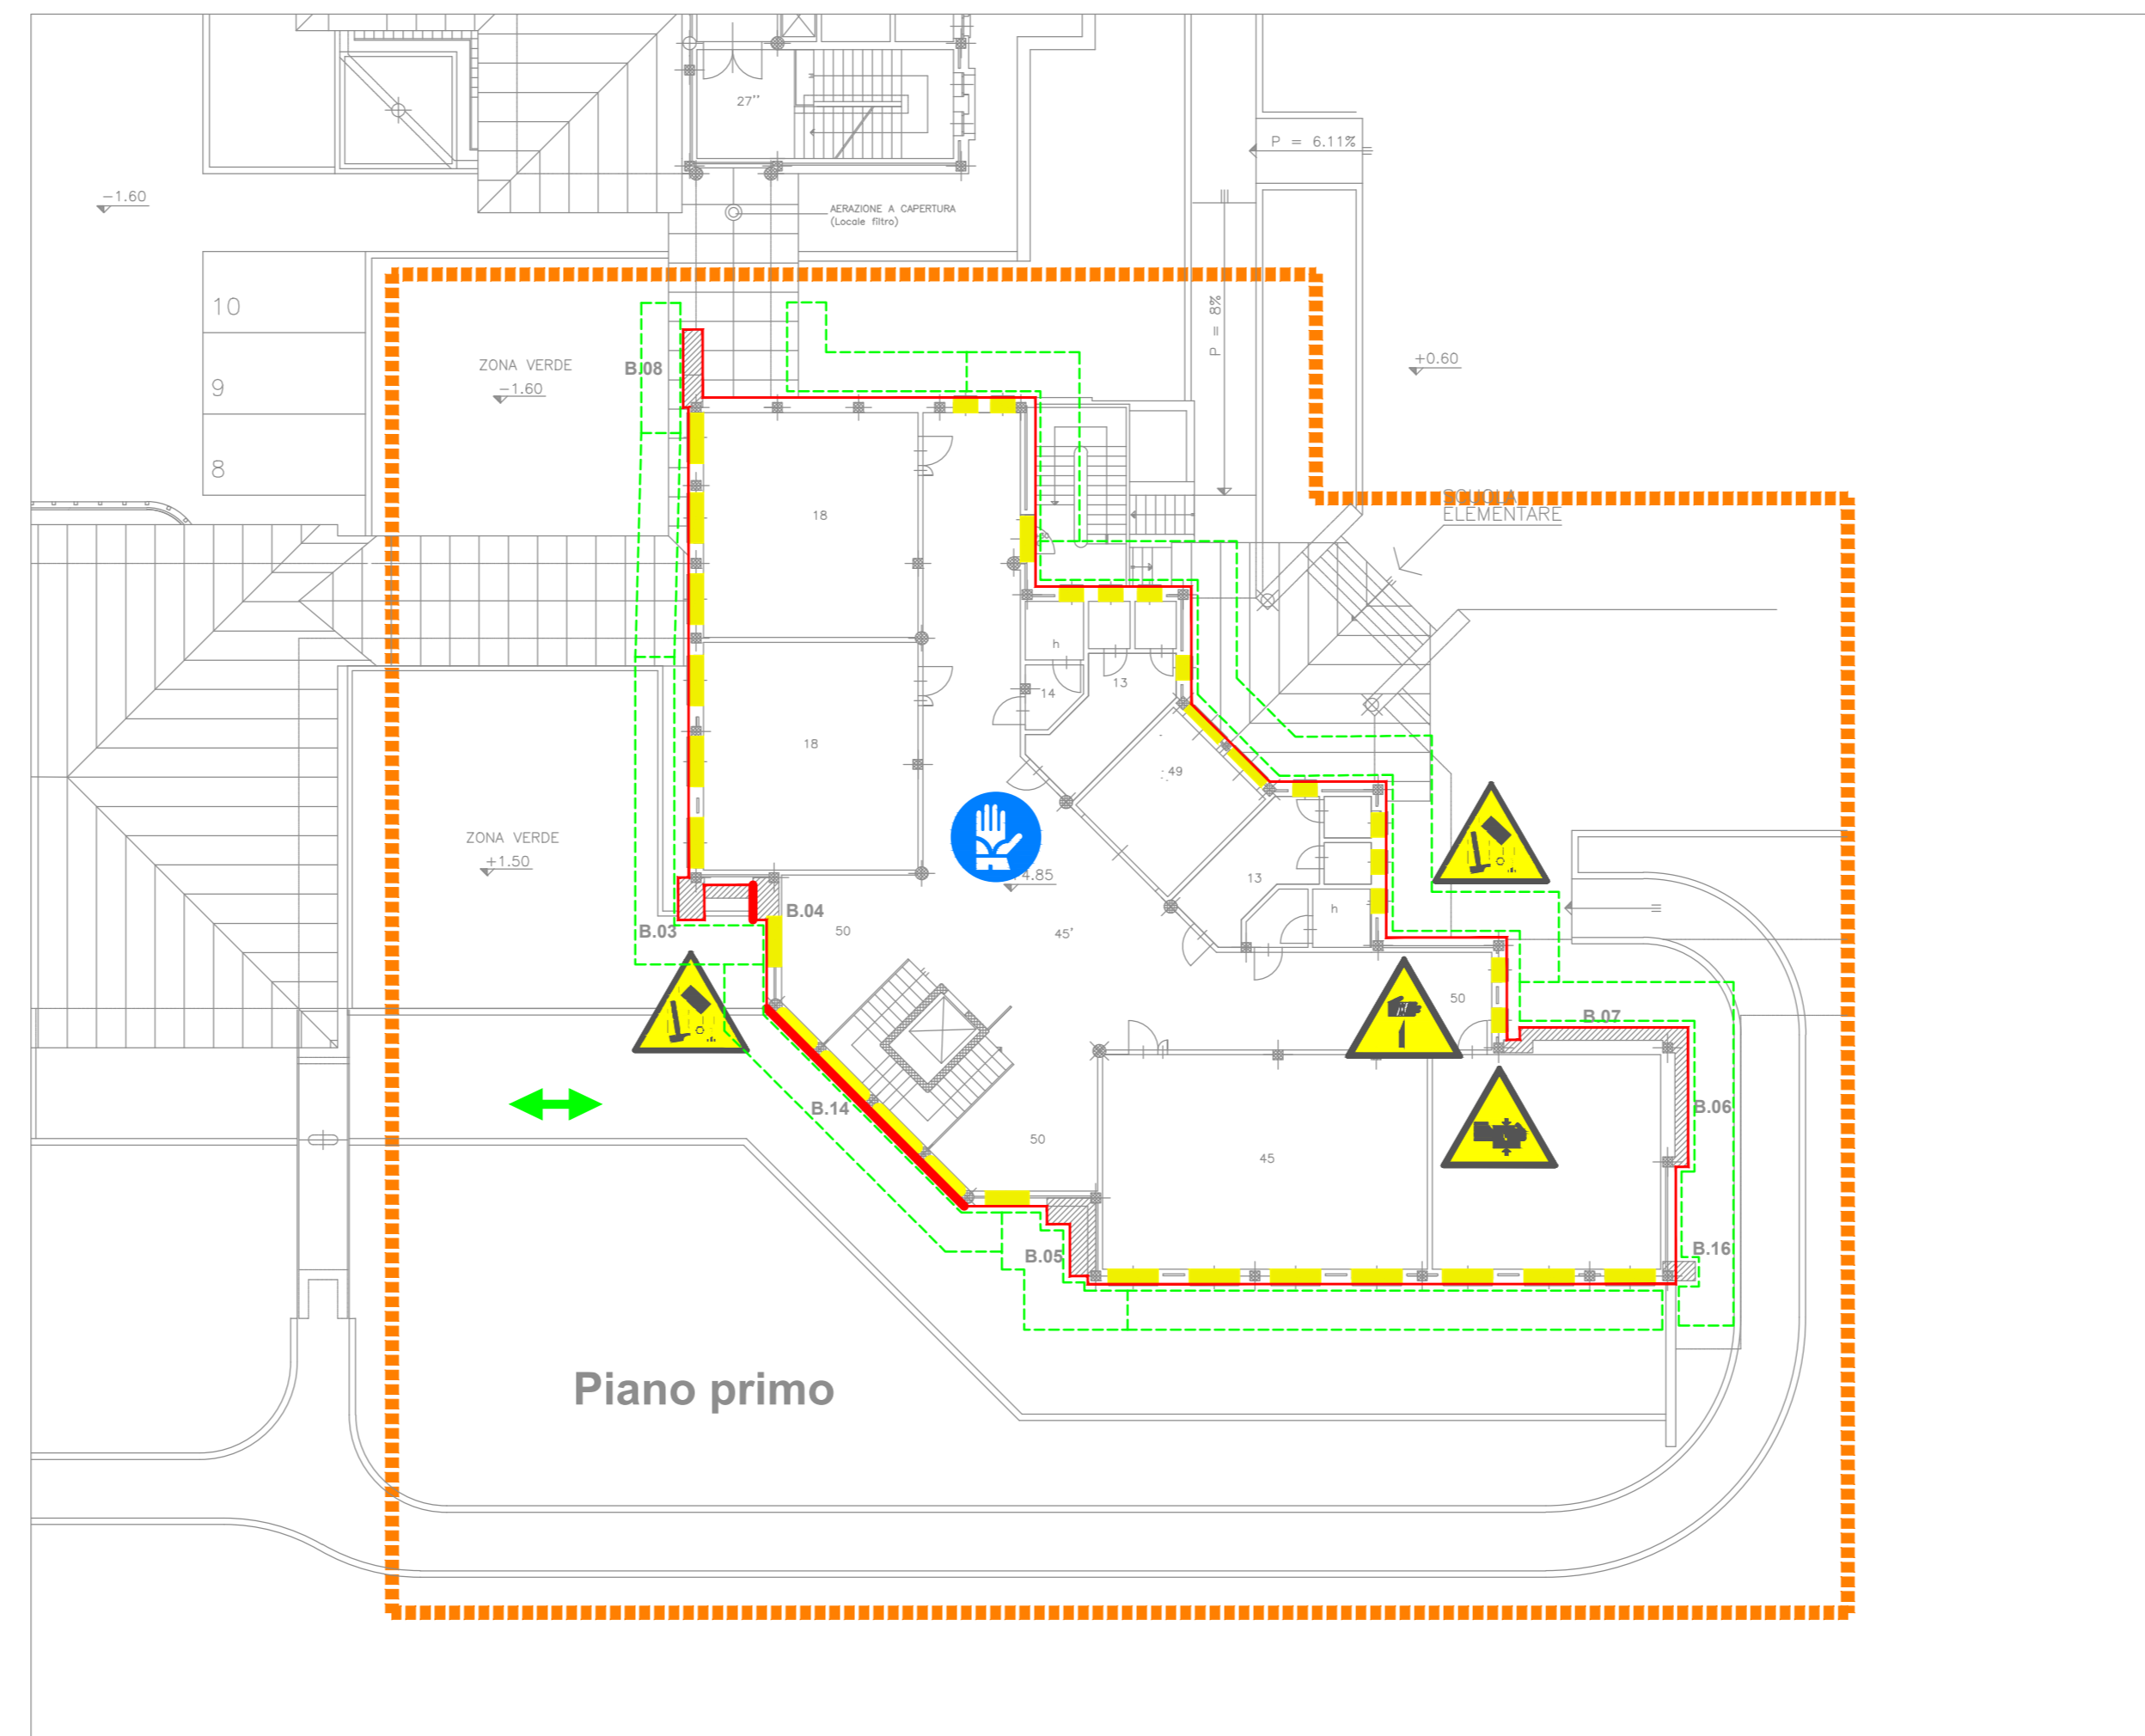 27''
P = 6.11%
-1.60
AERAZIONE A CAPERTURA
(Locale filtro)
10
P = 8%
ZONA VERDE
-1.60
B.08
+0.60
9
8
SCUOLA
ELEMENTARE
18
h
14
13
18
49
ZONA VERDE
+1.50
4.85
13
h
B.04
B.03
50
45'
50
B.07
B.14
B.06
50
45
B.05
B.16
Piano primo